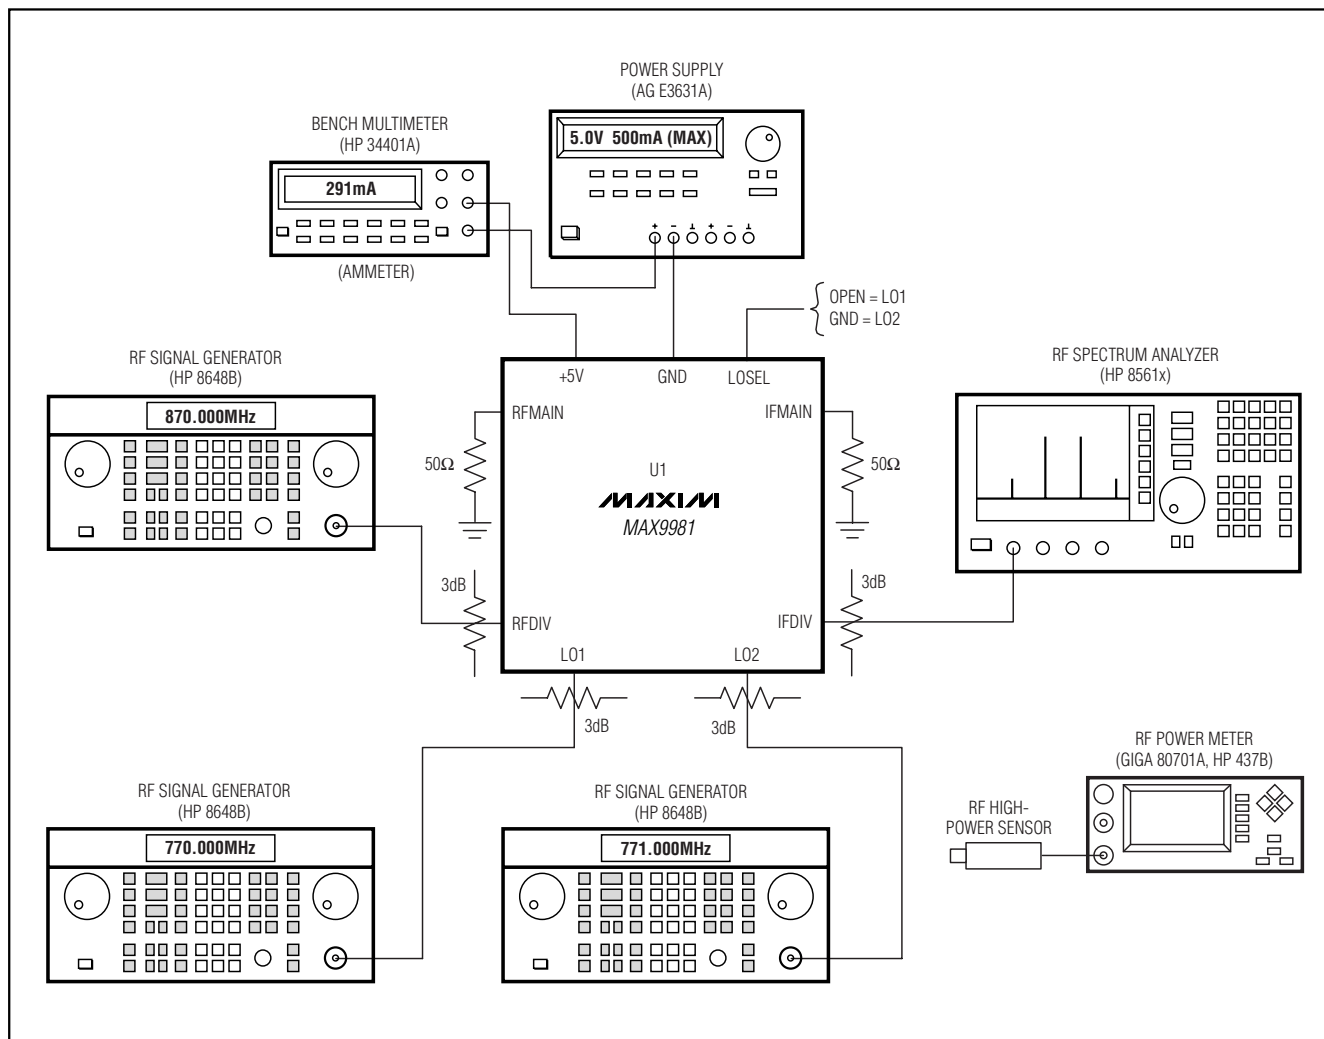 POWER SUPPLY
(AG E3631A)
5.0V 500mA (MAX)
+ - ⊥ + - ⊥
BENCH MULTIMETER
(HP 34401A)
291mA
(AMMETER)
OPEN = LO1
GND = LO2
RF SIGNAL GENERATOR
(HP 8648B)
870.000MHz
RF SPECTRUM ANALYZER
(HP 8561x)
+5V
GND
LOSEL
RFMAIN
IFMAIN
50Ω
50Ω
U1
MAXIM
MAX9981
3dB
3dB
RFDIV
IFDIV
LO1
LO2
3dB
3dB
RF SIGNAL GENERATOR
(HP 8648B)
770.000MHz
RF SIGNAL GENERATOR
(HP 8648B)
771.000MHz
RF POWER METER
(GIGA 80701A, HP 437B)
RF HIGH-
POWER SENSOR